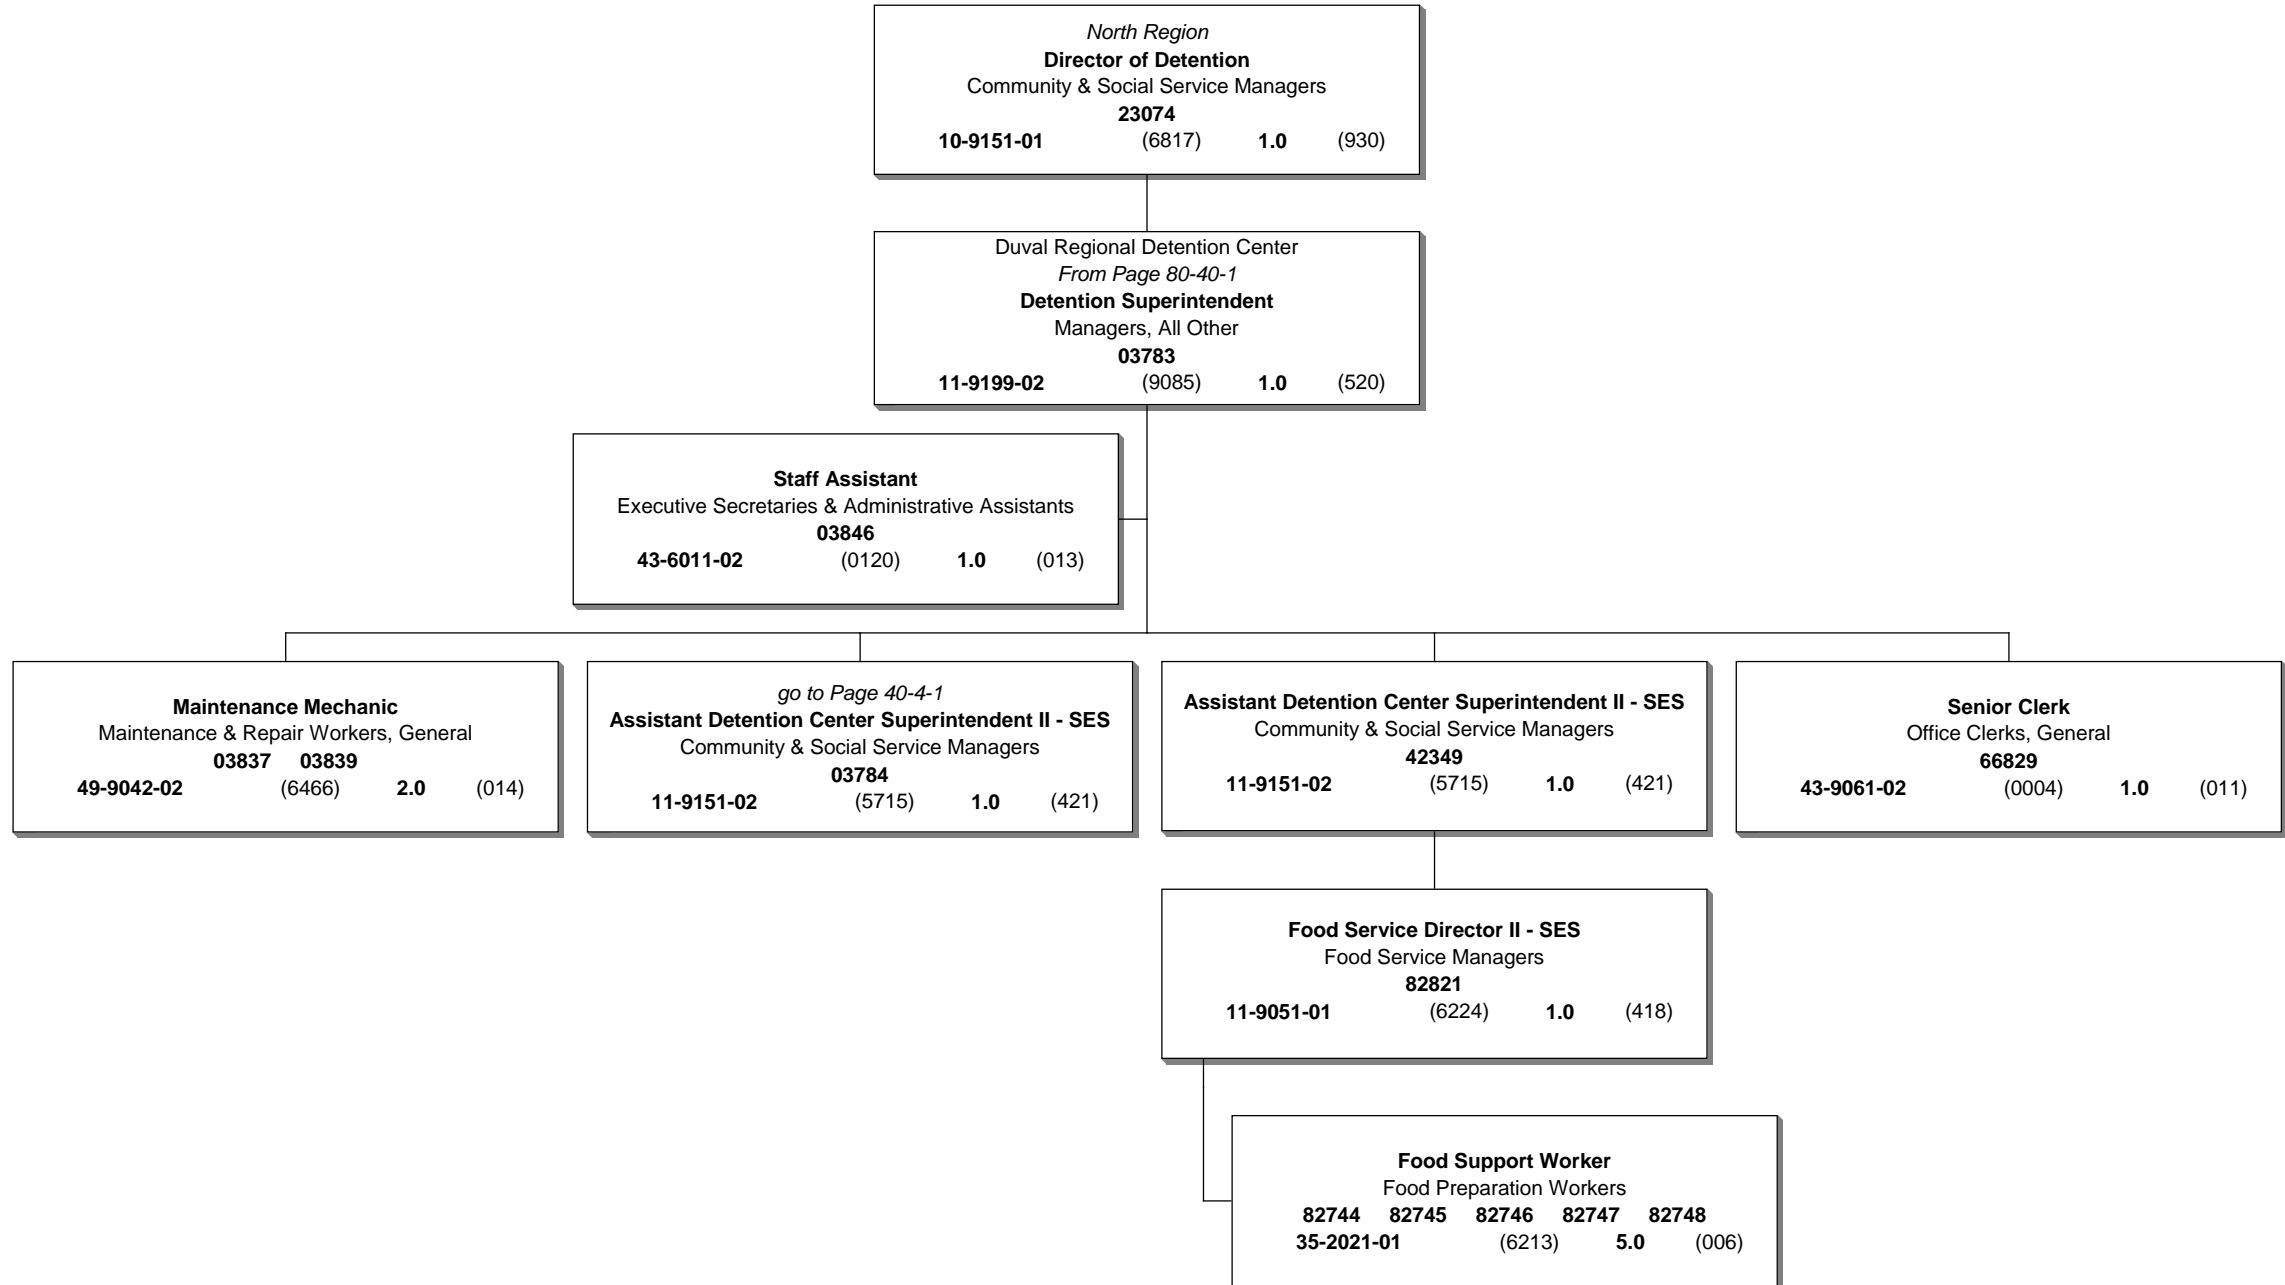 North Region
Director of Detention
Community & Social Service Managers
23074
10-9151-01 (6817) 1.0 (930)
Duval Regional Detention Center
From Page 80-40-1
Detention Superintendent
Managers, All Other
03783
11-9199-02 (9085) 1.0 (520)
Staff Assistant
Executive Secretaries & Administrative Assistants
03846
43-6011-02 (0120) 1.0 (013)
Maintenance Mechanic
Maintenance & Repair Workers, General
03837 03839
49-9042-02 (6466) 2.0 (014)
go to Page 40-4-1
Assistant Detention Center Superintendent II - SES
Community & Social Service Managers
03784
11-9151-02 (5715) 1.0 (421)
Assistant Detention Center Superintendent II - SES
Community & Social Service Managers
42349
11-9151-02 (5715) 1.0 (421)
Senior Clerk
Office Clerks, General
66829
43-9061-02 (0004) 1.0 (011)
Food Service Director II - SES
Food Service Managers
82821
11-9051-01 (6224) 1.0 (418)
Food Support Worker
Food Preparation Workers
82744 82745 82746 82747 82748
35-2021-01 (6213) 5.0 (006)